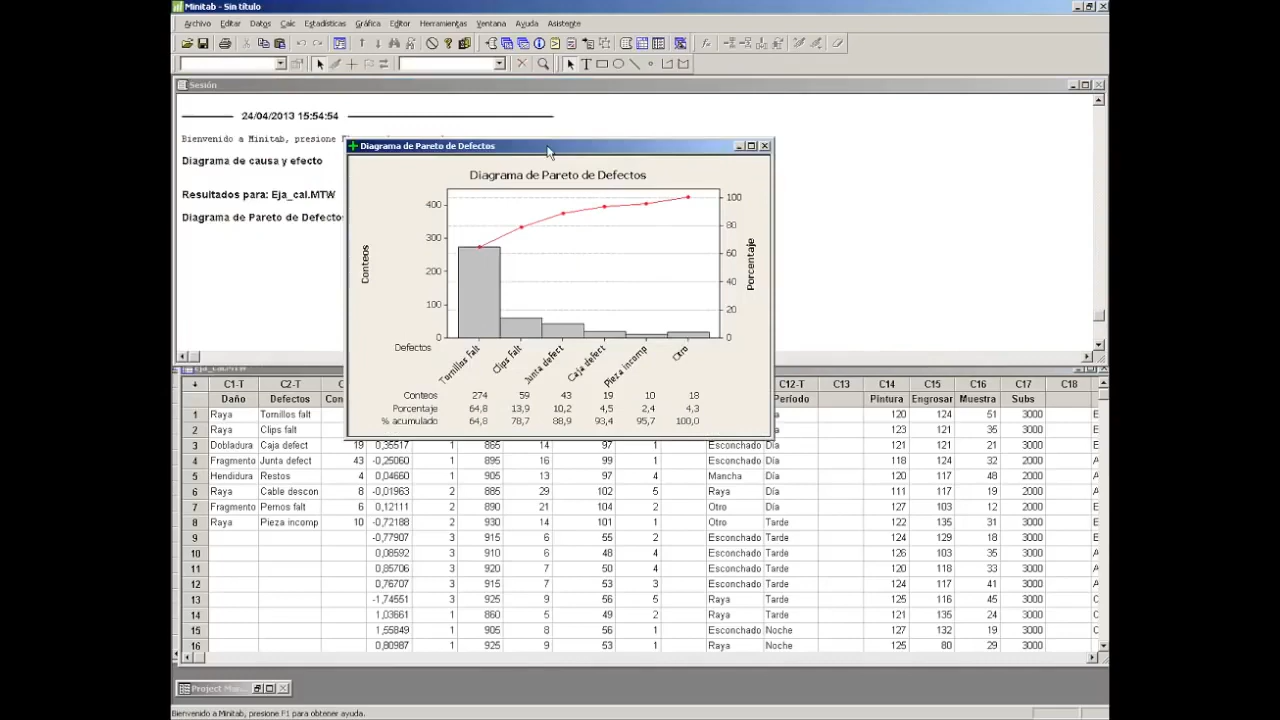 Minitab - Sin título
Archivo Editar Datos Calc Estadísticas Gráfica Editor Herramientas Ventana Ayuda Asistente
Sesión
24/04/2013 15:54:54
Bienvenido a Minitab, presione
Diagrama de causa y efecto
Resultados para: Eja_cal.MTW
Diagrama de Pareto de Defectos
Diagrama de Pareto de Defectos
Diagrama de Pareto de Defectos
Conteos
400
300
200
100
0
100
80
60
40
20
0
Porcentaje
Defectos Tornillos falt Clips falt Junta defect Caja defect Pieza incomp Otro
Conteos 274 59 43 19 10 18
Porcentaje 64,8 13,9 10,2 4,5 2,4 4,3
% acumulado 64,8 78,7 88,9 93,4 95,7 100,0
Eja_cal.MTW
C1-T C2-T C12-T C13 C14 C15 C16 C17 C18
Daño Defectos Período Pintura Engrosar Muestra Subs
1 Raya Tornillos falt 120 124 51 3000
2 Raya Clips falt 123 121 35 3000
3 Dobladura Caja defect 19 0,35517 1 865 14 97 1 Esconchado Día 121 121 21 3000
4 Fragmento Junta defect 43 -0,25060 1 895 16 99 1 Esconchado Día 118 124 32 2000
5 Hendidura Restos 4 0,04660 1 905 13 97 4 Mancha Día 120 117 48 2000
6 Raya Cable descon 8 -0,01963 2 885 29 102 5 Raya Día 111 117 19 2000
7 Fragmento Pernos falt 6 0,12111 2 890 21 104 2 Otro Día 127 103 12 2000
8 Raya Pieza incomp 10 -0,72188 2 930 14 101 1 Otro Tarde 122 135 31 3000
9 -0,77907 3 915 6 55 2 Esconchado Tarde 124 129 18 3000
10 0,08592 3 910 6 48 4 Esconchado Tarde 126 103 35 3000
11 0,85706 3 920 7 50 4 Esconchado Tarde 120 118 33 3000
12 0,76707 3 915 7 53 3 Esconchado Tarde 124 117 41 3000
13 -1,74551 3 925 9 56 5 Raya Tarde 125 116 45 3000
14 1,03661 1 860 5 49 2 Raya Tarde 121 135 24 3000
15 1,55849 1 905 8 56 1 Esconchado Noche 127 132 19 3000
16 0,80987 1 925 9 53 1 Raya Noche 125 80 29 3000
Project Man...
Bienvenido a Minitab, presione F1 para obtener ayuda.